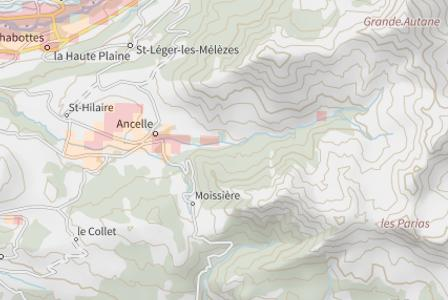 Grande Autane
habottes
St-Léger-les-Mélèzes
la Haute Plaine
St-Hilaire
Ancelle
Moissière
les Parias
le Collet